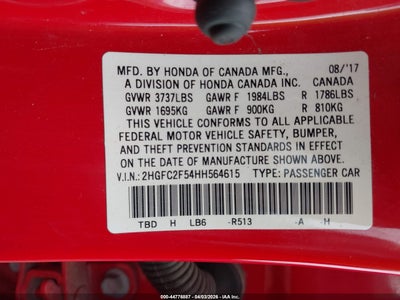 MFD. BY HONDA OF CANADA MFG., 08/'17
A DIVISION OF HONDA CANADA INC. CANADA
GVWR 3737LBS GAWR F 1984LBS R 1786LBS
GVWR 1695KG GAWR F 900KG R 810KG
THIS VEHICLE CONFORMS TO ALL APPLICABLE
FEDERAL MOTOR VEHICLE SAFETY, BUMPER,
AND THEFT PREVENTION STANDARDS IN EFFECT
ON THE DATE OF MANUFACTURE SHOWN ABOVE.
V.I.N.: 2HGFC2F54HH564615 TYPE: PASSENGER CAR
TBD H LB6 -R513 -A -H
000-44776887 - 04/03/2026 - IAA Inc.